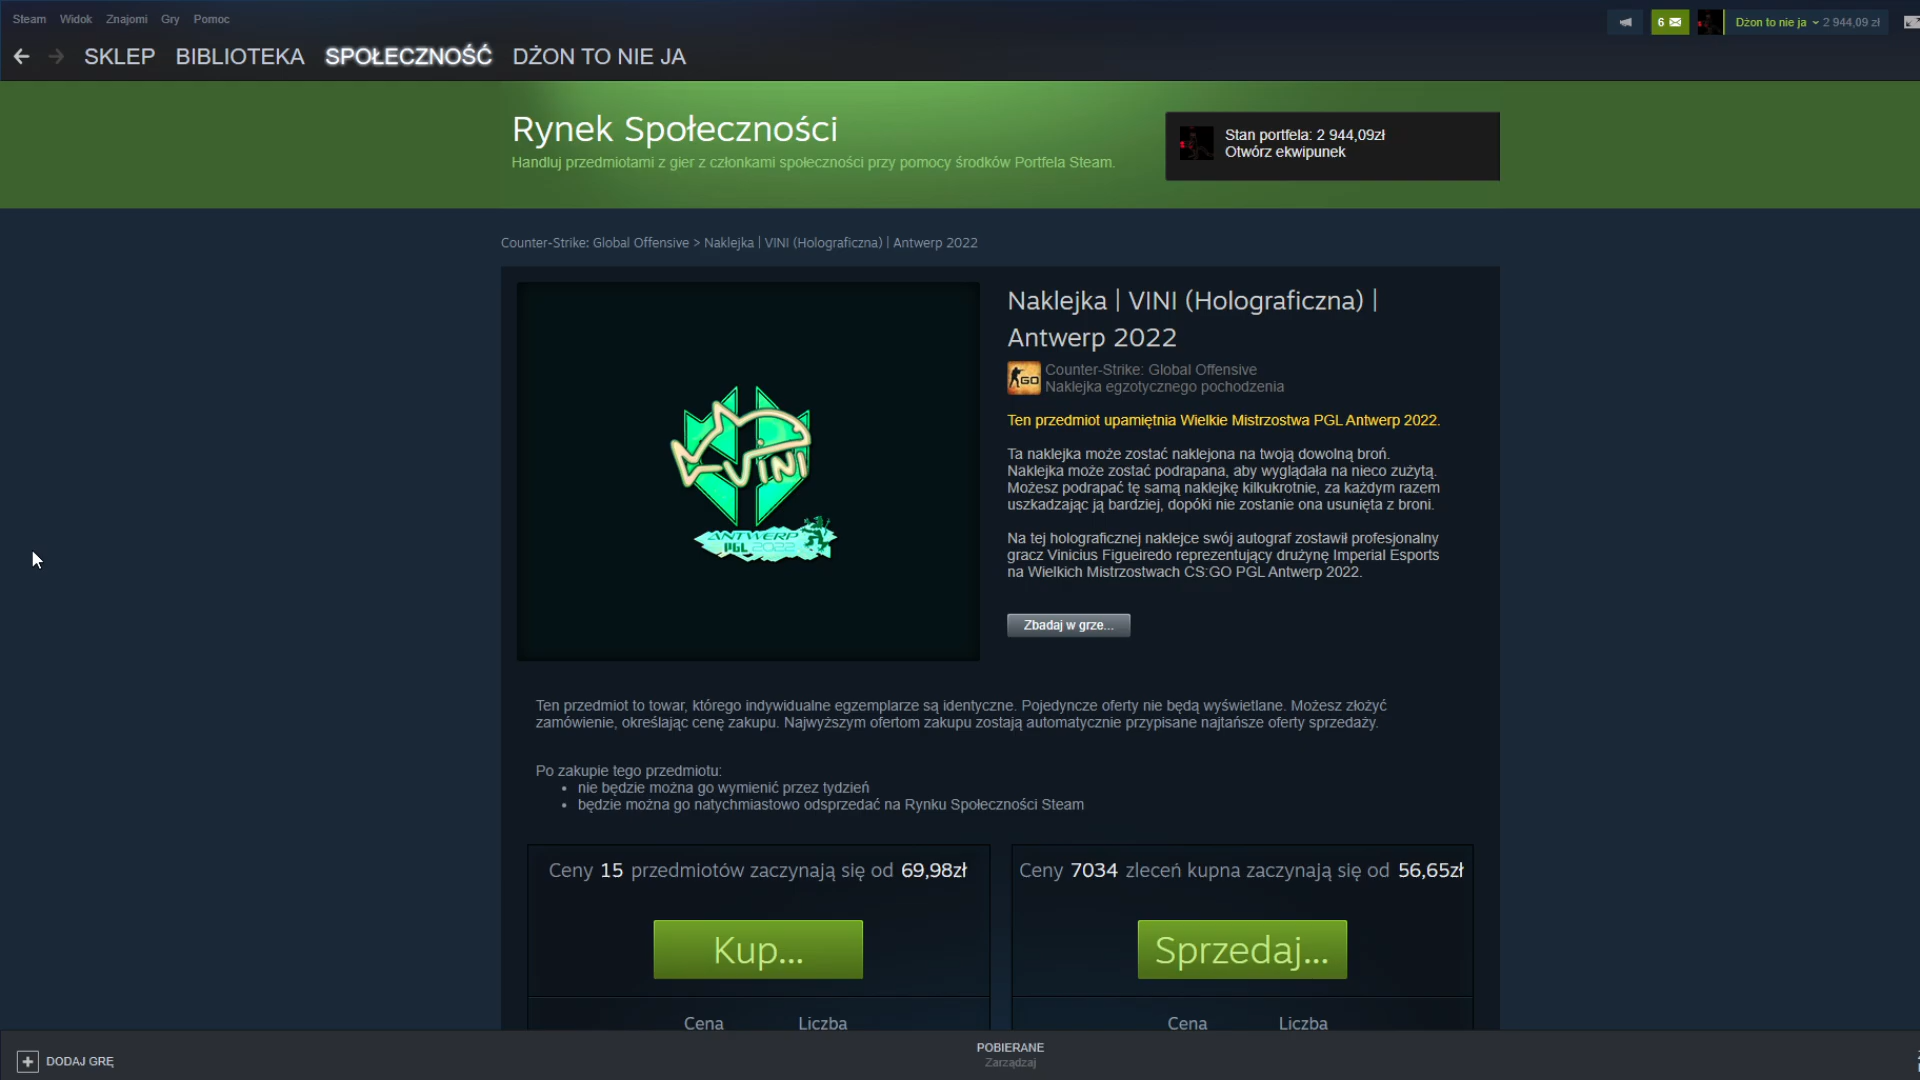 Steam Widok Znajomi Gry Pomoc
6 Dżon to nie ja 2 944,09 zł
SKLEP BIBLIOTEKA SPOŁECZNOŚĆ DŻON TO NIE JA
Rynek Społeczności
Handluj przedmiotami z gier z członkami społeczności przy pomocy środków Portfela Steam.
Stan portfela: 2 944,09zł
Otwórz ekwipunek
Counter-Strike: Global Offensive > Naklejka | VINI (Holograficzna) | Antwerp 2022
VINI
ANTWERP
PGL 2022
Naklejka | VINI (Holograficzna) |
Antwerp 2022
GO
Counter-Strike: Global Offensive
Naklejka egzotycznego pochodzenia
Ten przedmiot upamiętnia Wielkie Mistrzostwa PGL Antwerp 2022.
Ta naklejka może zostać naklejona na twoją dowolną broń.
Naklejka może zostać podrapana, aby wyglądała na nieco zużytą.
Możesz podrapać tę samą naklejkę kilkukrotnie, za każdym razem
uszkadzając ją bardziej, dopóki nie zostanie ona usunięta z broni.
Na tej holograficznej naklejce swój autograf zostawił profesjonalny
gracz Vinicius Figueiredo reprezentujący drużynę Imperial Esports
na Wielkich Mistrzostwach CS:GO PGL Antwerp 2022.
Zbadaj w grze...
Ten przedmiot to towar, którego indywidualne egzemplarze są identyczne. Pojedyncze oferty nie będą wyświetlane. Możesz złożyć
zamówienie, określając cenę zakupu. Najwyższym ofertom zakupu zostają automatycznie przypisane najtańsze oferty sprzedaży.
Po zakupie tego przedmiotu:
• nie będzie można go wymienić przez tydzień
• będzie można go natychmiastowo odsprzedać na Rynku Społeczności Steam
Ceny 15 przedmiotów zaczynają się od 69,98zł
Ceny 7034 zleceń kupna zaczynają się od 56,65zł
Kup...
Sprzedaj...
Cena Liczba
Cena Liczba
DODAJ GRĘ
POBIERANE
Zarządzaj